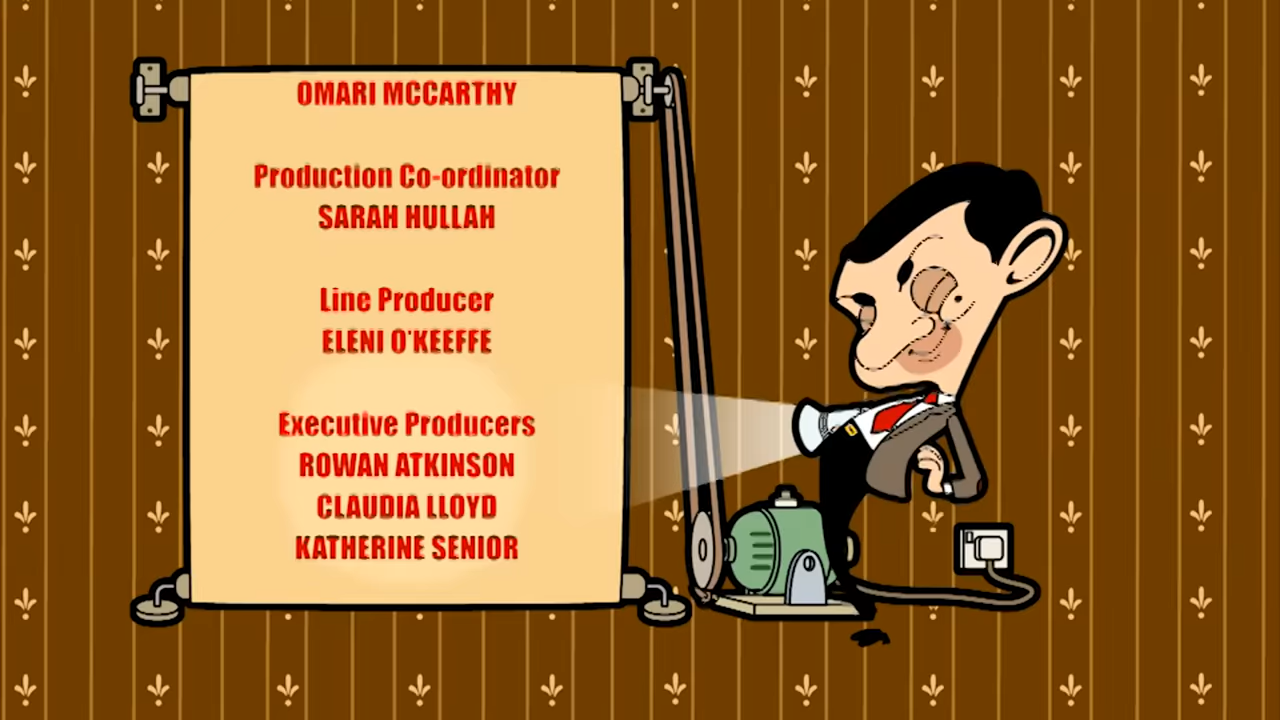 OMARI MCCARTHY
Production Co-ordinator
SARAH HULLAH
Line Producer
ELENI O'KEEFFE
Executive Producers
ROWAN ATKINSON
CLAUDIA LLOYD
KATHERINE SENIOR